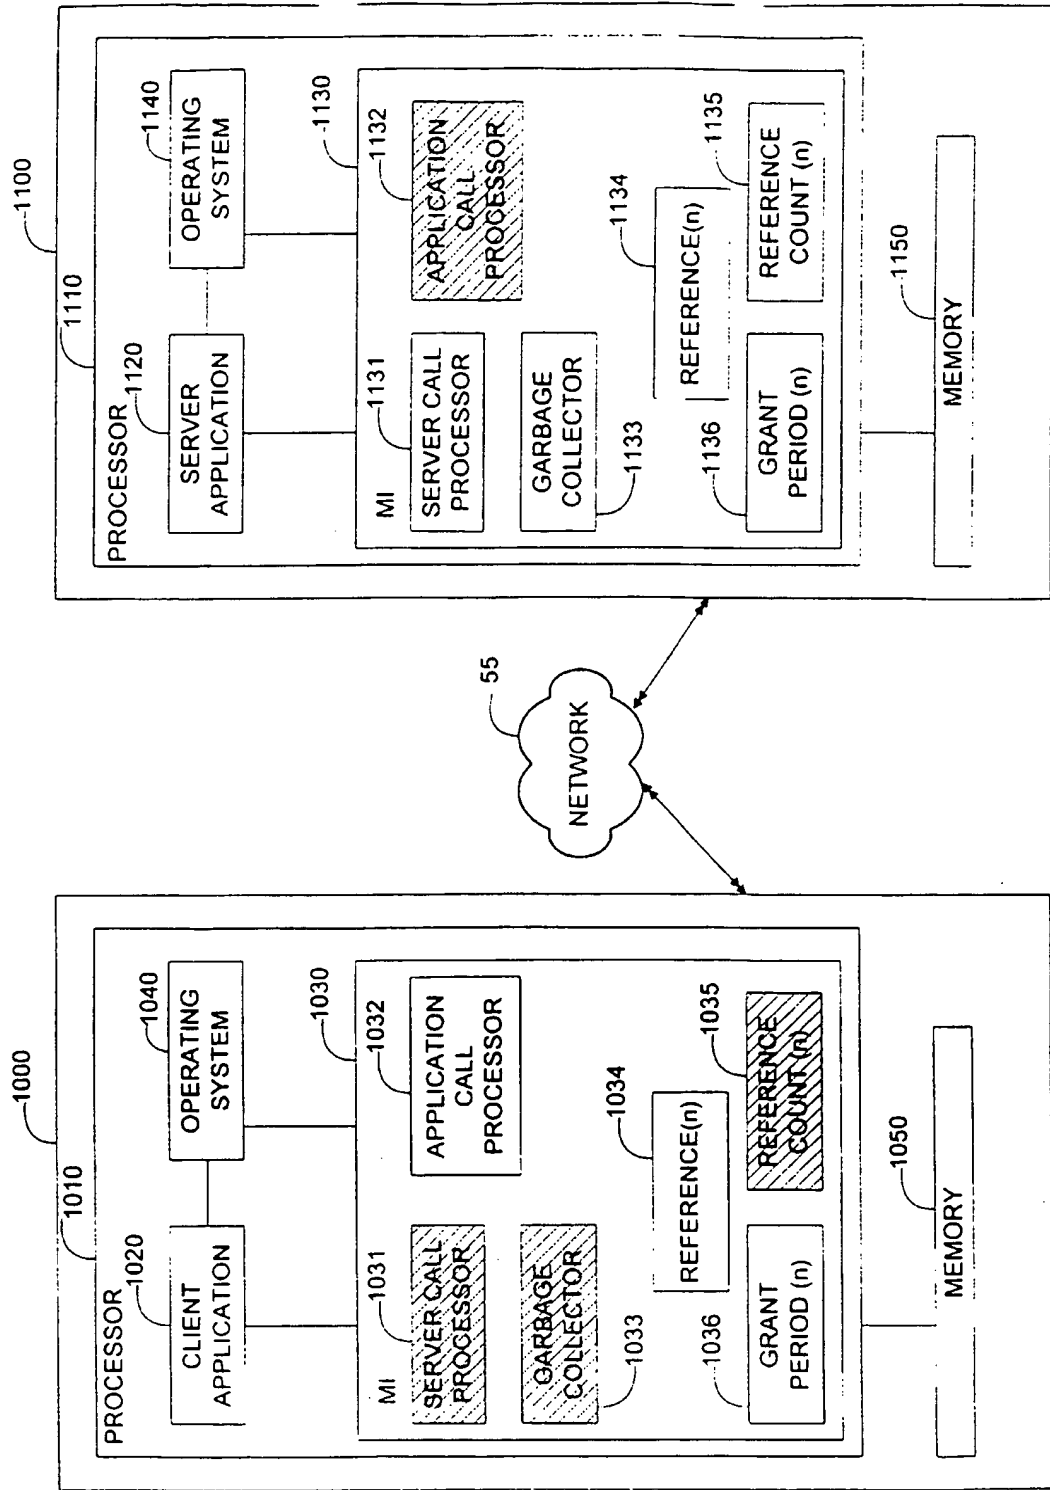 1000
1010
PROCESSOR
1020
CLIENT
APPLICATION
1040
OPERATING
SYSTEM
1030
MI
1031
SERVER CALL
PROCESSOR
1032
APPLICATION
CALL
PROCESSOR
GARBAGE
COLLECTOR
1033
1034
REFERENCE(n)
1035
REFERENCE
COUNT (n)
1036
GRANT
PERIOD (n)
1050
MEMORY
55
NETWORK
1100
1110
PROCESSOR
1120
SERVER
APPLICATION
1140
OPERATING
SYSTEM
1130
MI
1131
SERVER CALL
PROCESSOR
1132
APPLICATION
CALL
PROCESSOR
GARBAGE
COLLECTOR
1133
1134
REFERENCE(n)
1135
REFERENCE
COUNT (n)
1136
GRANT
PERIOD (n)
1150
MEMORY